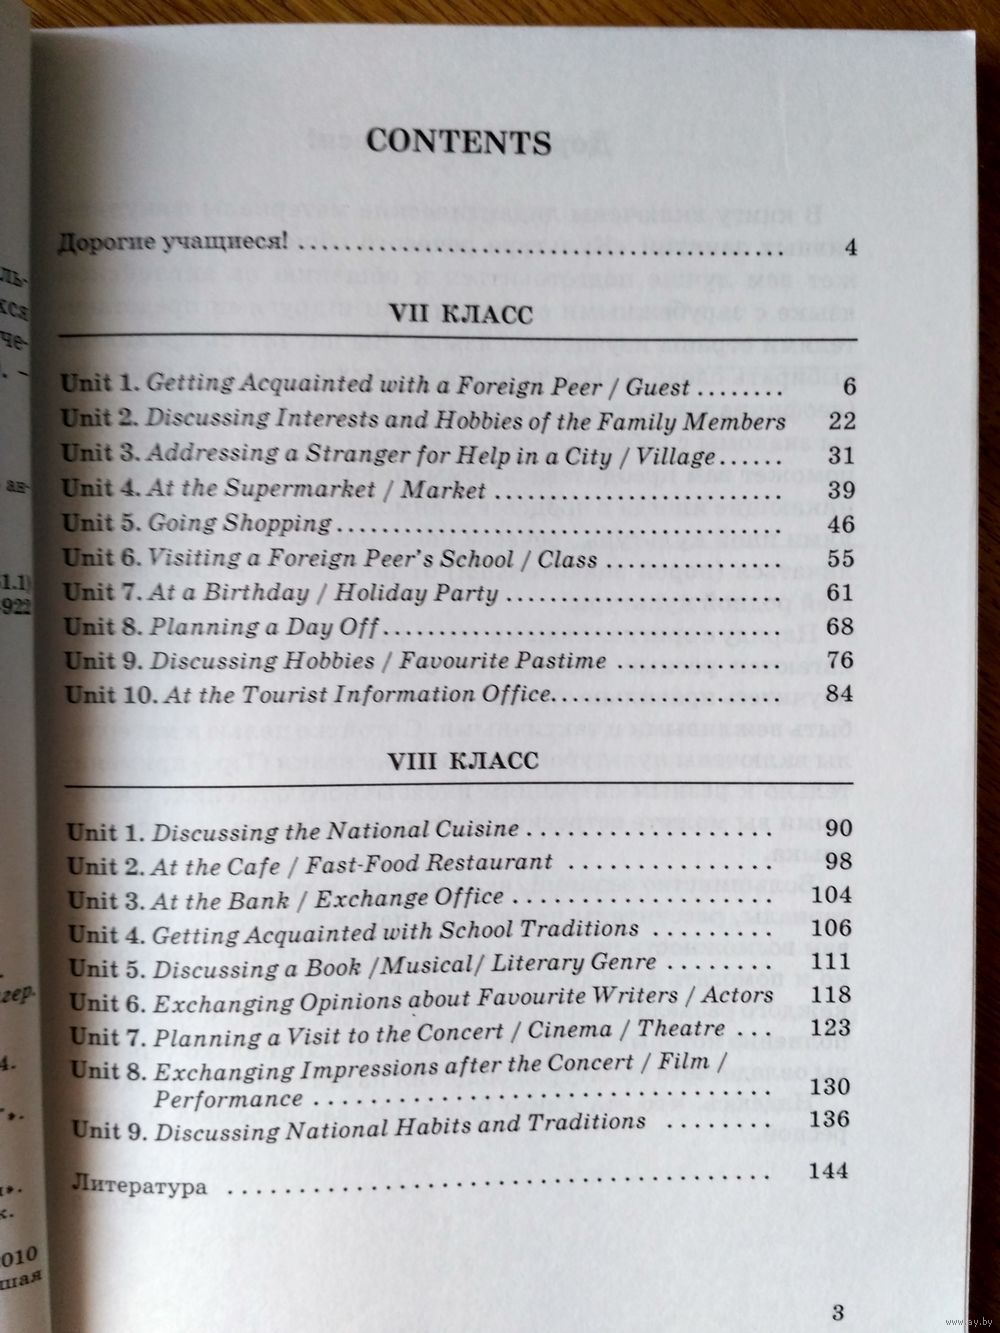 CONTENTS
Дорогие учащиеся! ........................................ 4
VII КЛАСС
Unit 1. Getting Acquainted with a Foreign Peer / Guest ........ 6
Unit 2. Discussing Interests and Hobbies of the Family Members 22
Unit 3. Addressing a Stranger for Help in a City / Village...... 31
Unit 4. At the Supermarket / Market ........................ 39
Unit 5. Going Shopping ..................................... 46
Unit 6. Visiting a Foreign Peer's School / Class ............... 55
Unit 7. At a Birthday / Holiday Party ....................... 61
Unit 8. Planning a Day Off................................. 68
Unit 9. Discussing Hobbies / Favourite Pastime .............. 76
Unit 10. At the Tourist Information Office................... 84
VIII КЛАСС
Unit 1. Discussing the National Cuisine .................... 90
Unit 2. At the Cafe / Fast-Food Restaurant ................. 98
Unit 3. At the Bank / Exchange Office ...................... 104
Unit 4. Getting Acquainted with School Traditions .......... 106
Unit 5. Discussing a Book /Musical/ Literary Genre ........ 111
Unit 6. Exchanging Opinions about Favourite Writers / Actors 118
Unit 7. Planning a Visit to the Concert / Cinema / Theatre ... 123
Unit 8. Exchanging Impressions after the Concert / Film /
Performance .................................. 130
Unit 9. Discussing National Habits and Traditions ........ 136
Литература ........................................ 144
3
www.ay.by